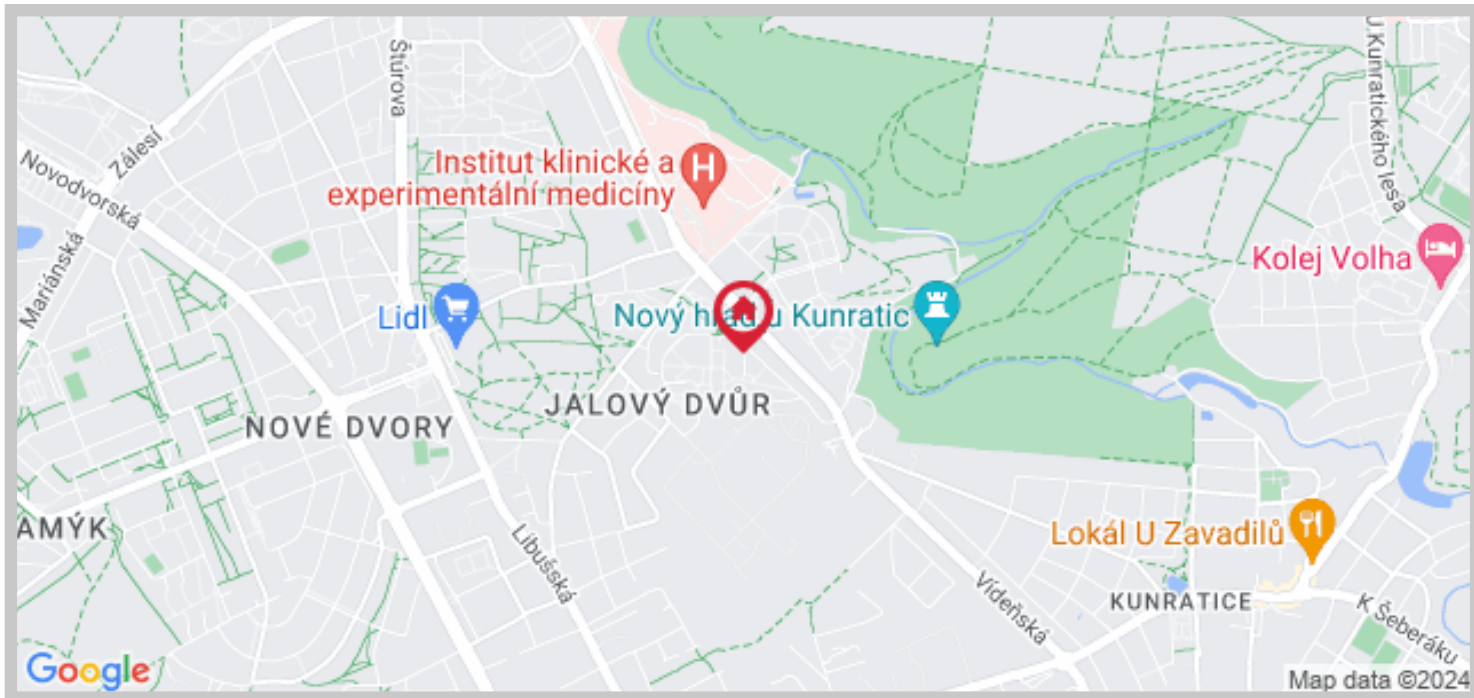 Štúrova
U Kunratického lesa
Zálesí
Novodvorská
Institut klinické a
experimentální medicíny
Mariánská
Kolej Volha
Lidl
Nový hrad u Kunratic
JALOVÝ DVŮR
NOVÉ DVORY
AMÝK
Libušská
Lokál U Zavadilů
Vídeňská
KUNRATICE
K Šeberáku
Google
Map data ©2024